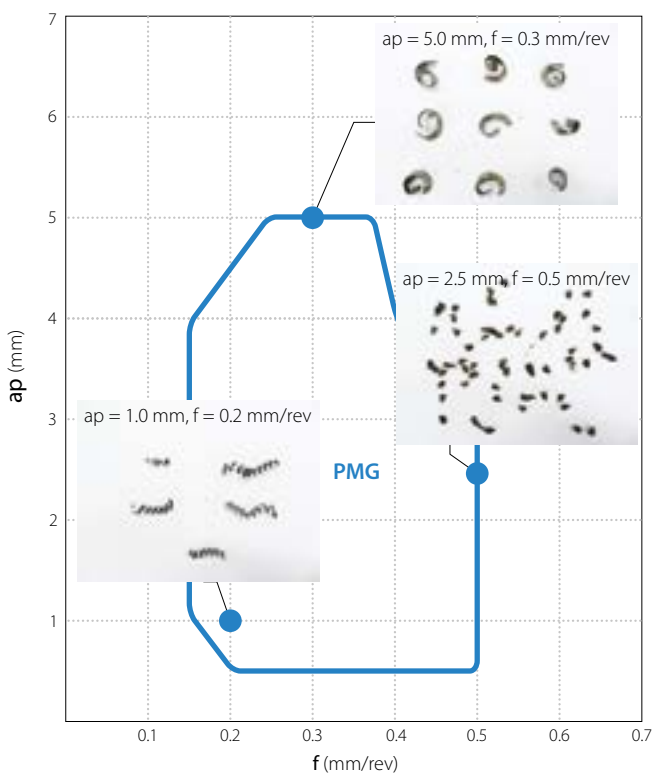 7
ap = 5.0 mm, f = 0.3 mm/rev
6
5
ap = 2.5 mm, f = 0.5 mm/rev
4
ap (mm)
3
ap = 1.0 mm, f = 0.2 mm/rev
PMG
2
1
0.1 0.2 0.3 0.4 0.5 0.6 0.7
f (mm/rev)